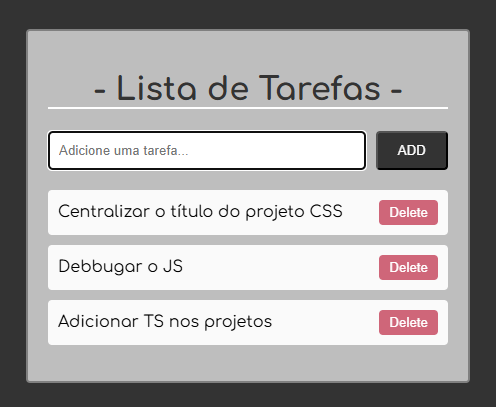 - Lista de Tarefas -
Adicione uma tarefa... ADD
Centralizar o título do projeto CSS Delete
Debbugar o JS Delete
Adicionar TS nos projetos Delete